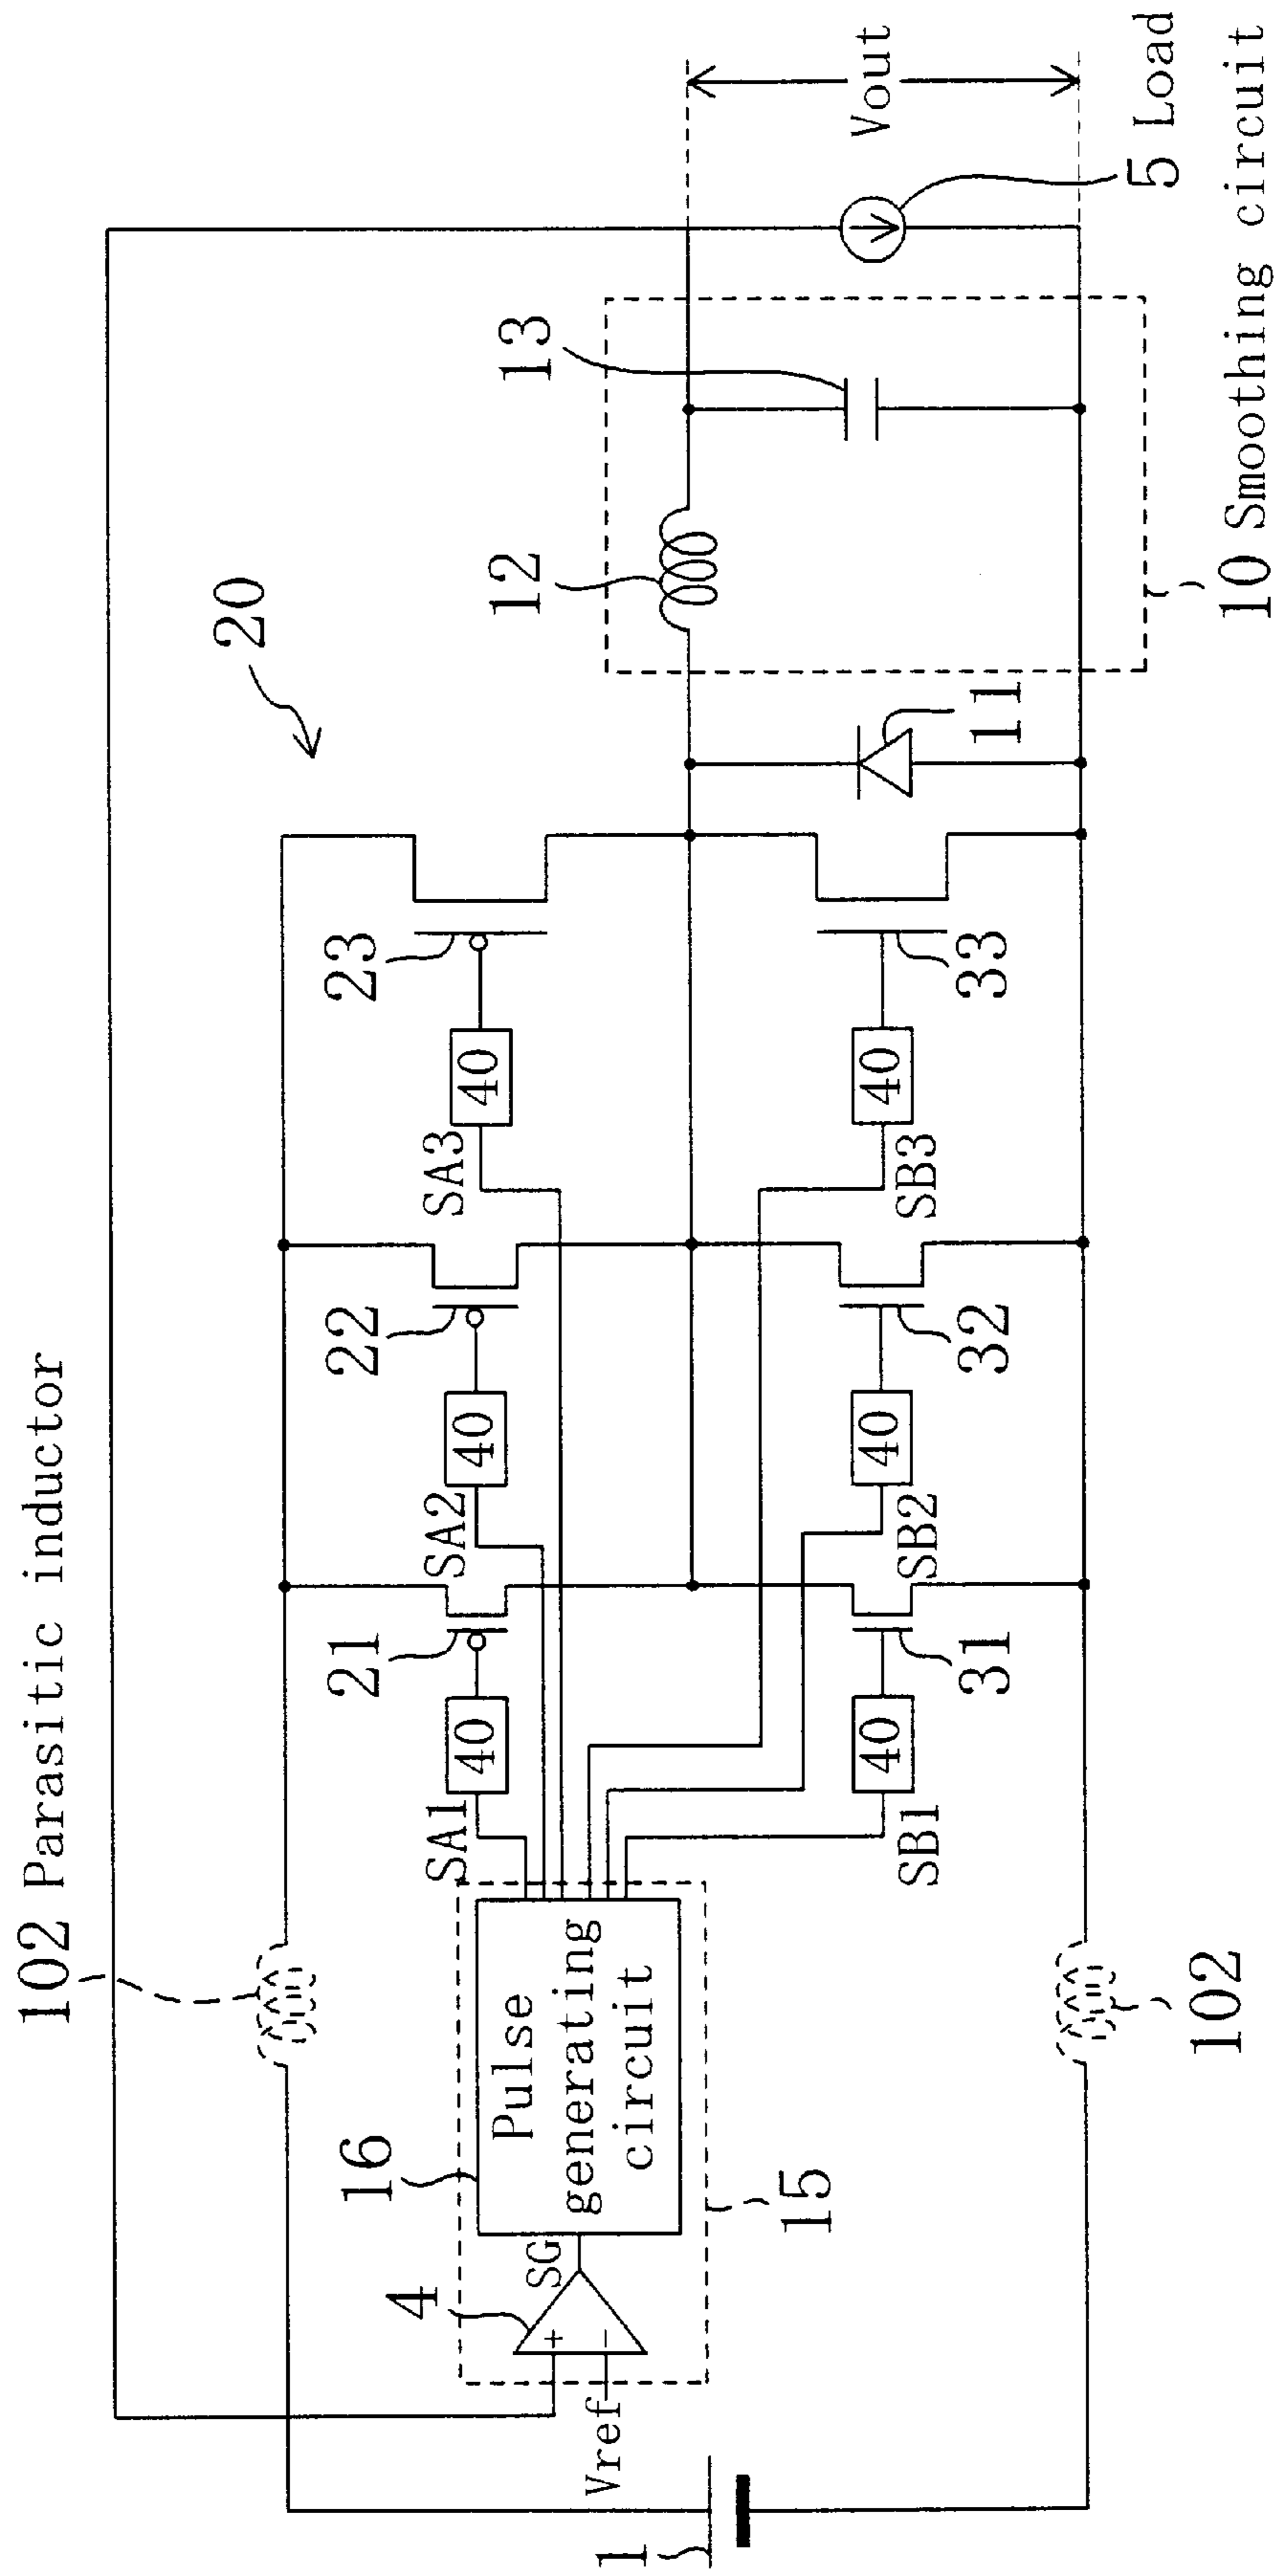 102 Parasitic inductor
20
21
22
23
12
13
Vout
5 Load
SA1
SA2
SA3
40
40
40
16
Pulse
generating
circuit
4
SG
+
−
Vref
1
15
40
40
40
SB1
SB2
SB3
31
32
33
11
102
10 Smoothing circuit